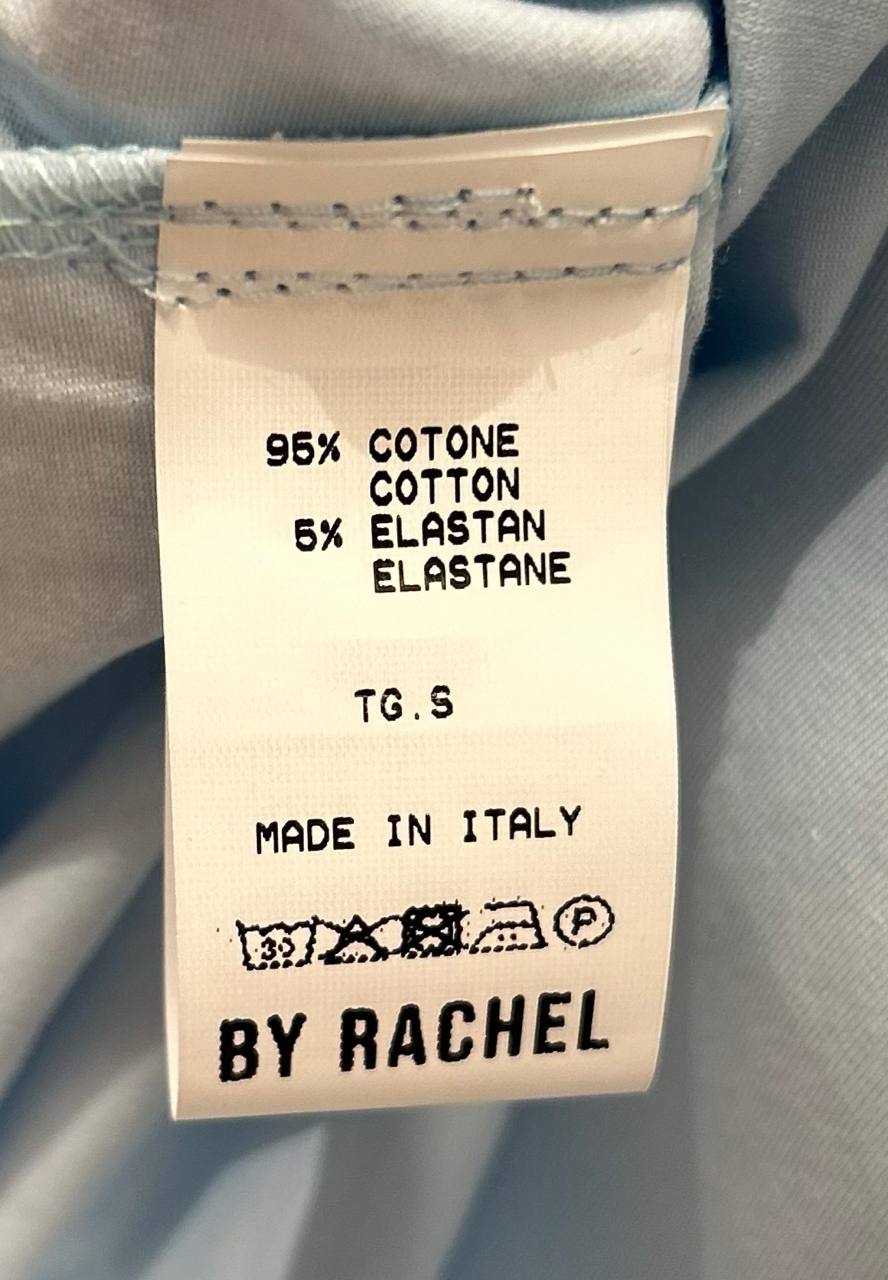 95% COTONE
COTTON
5% ELASTAN
ELASTANE
TG.S
MADE IN ITALY
30 P
BY RACHEL